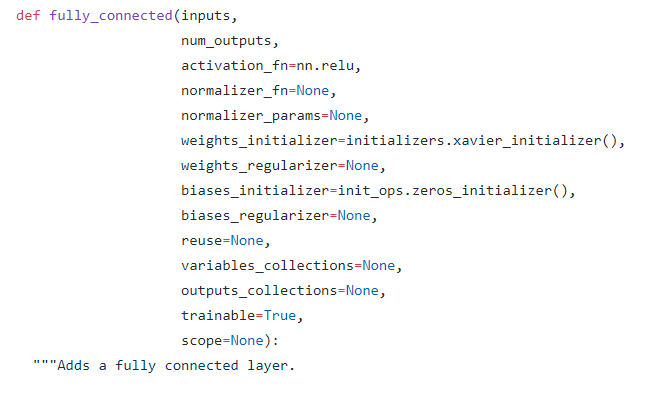 def fully_connected(inputs,
num_outputs,
activation_fn=nn.relu,
normalizer_fn=None,
normalizer_params=None,
weights_initializer=initializers.xavier_initializer(),
weights_regularizer=None,
biases_initializer=init_ops.zeros_initializer(),
biases_regularizer=None,
reuse=None,
variables_collections=None,
outputs_collections=None,
trainable=True,
scope=None):
"""Adds a fully connected layer.